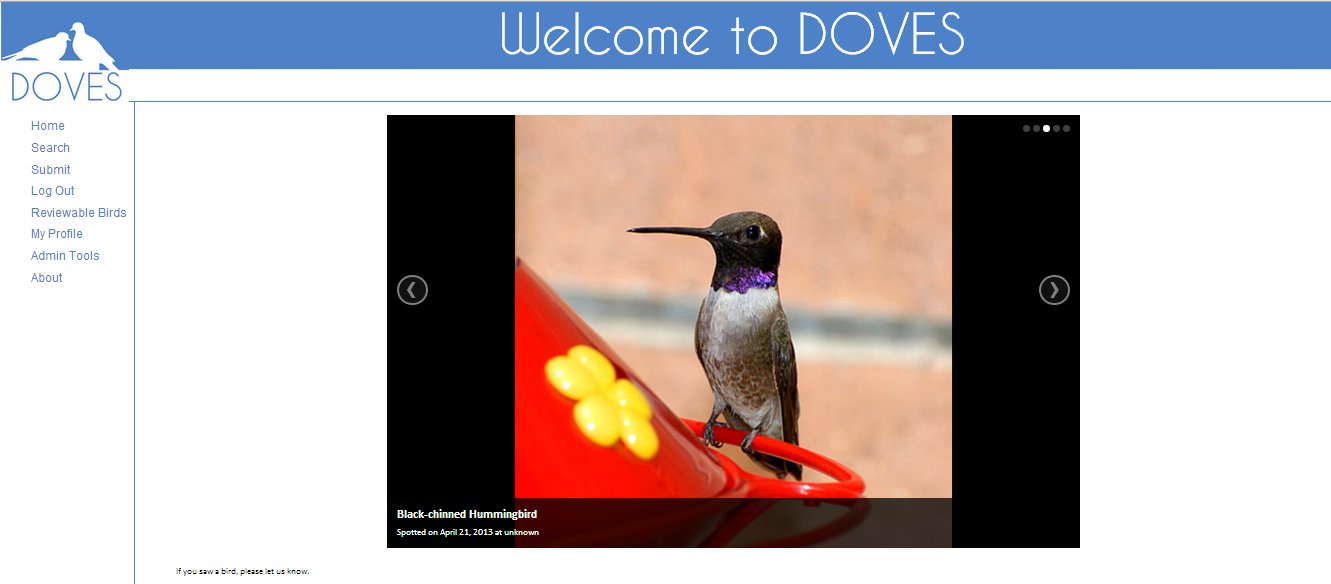 Welcome to DOVES
DOVES
Home
Search
Submit
Log Out
Reviewable Birds
My Profile
Admin Tools
About
Black-chinned Hummingbird
Spotted on April 21, 2013 at unknown
If you saw a bird, please let us know.